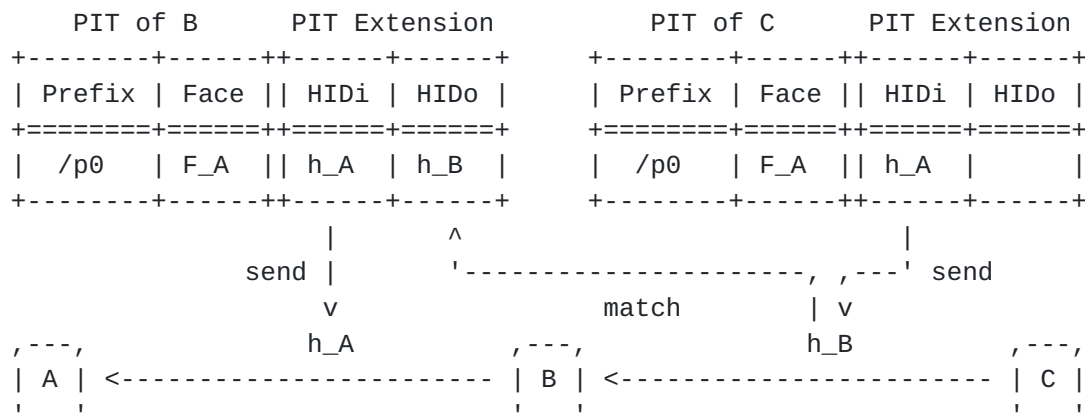 PIT of B PIT Extension PIT of C PIT Extension
+--------+------++------+------+ +--------+------++------+------+
| Prefix | Face || HIDi | HIDo | | Prefix | Face || HIDi | HIDo |
+========+======++======+======+ +========+======++======+======+
| /p0 | F_A || h_A | h_B | | /p0 | F_A || h_A | |
+--------+------++------+------+ +--------+------++------+------+
| ^ |
send | '----------------------, ,---' send
v match | v
,---, h_A ,---, h_B ,---,
| A | <------------------------ | B | <------------------------ | C |
' ' ' ' ' '